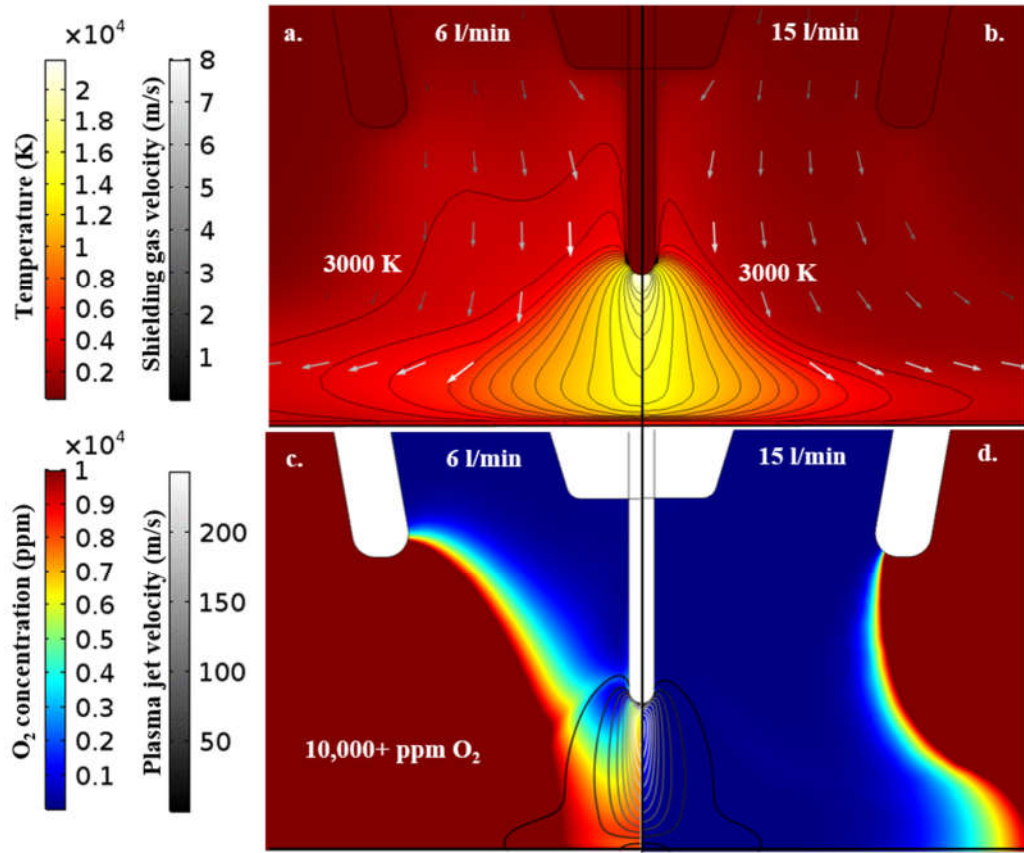 ×10⁴
2
1.8
1.6
1.4
1.2
1
0.8
0.6
0.4
0.2
Temperature (K)
8
7
6
5
4
3
2
1
Shielding gas velocity (m/s)
a.
6 l/min
15 l/min
b.
3000 K
3000 K
×10⁴
1
0.9
0.8
0.7
0.6
0.5
0.4
0.3
0.2
0.1
O₂ concentration (ppm)
200
150
100
50
Plasma jet velocity (m/s)
c.
6 l/min
15 l/min
d.
10,000+ ppm O₂